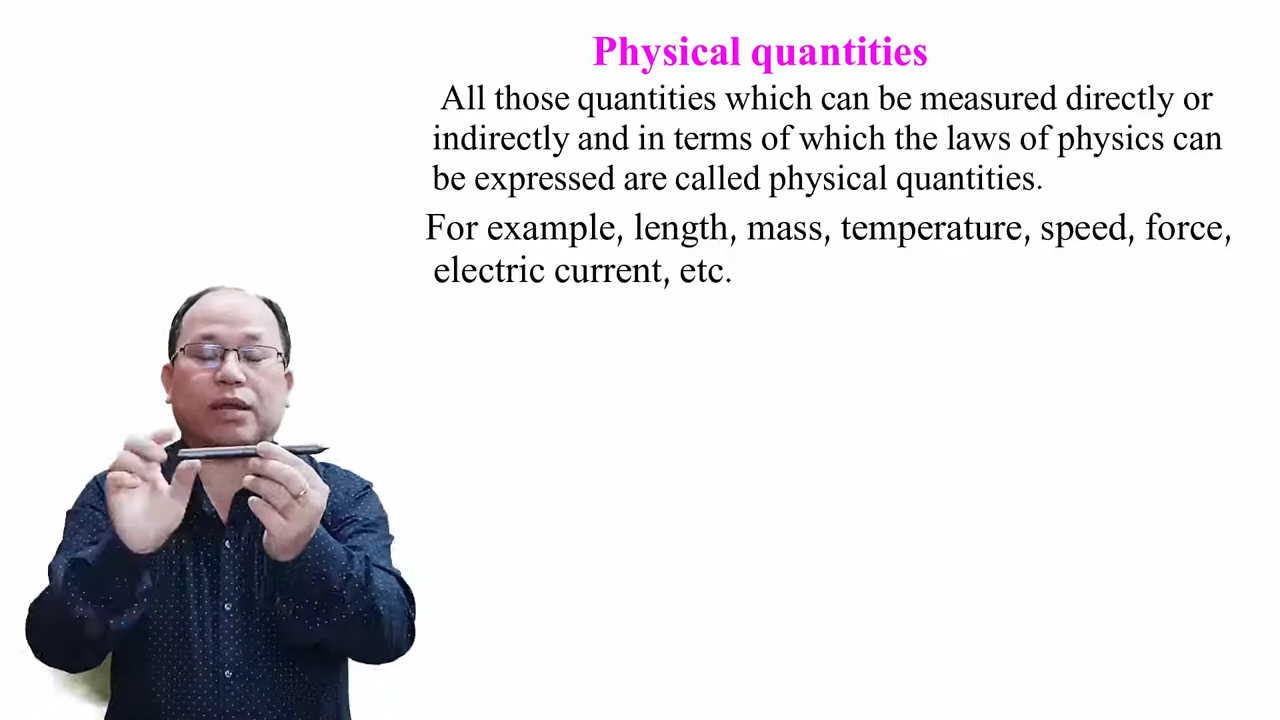 Physical quantities
All those quantities which can be measured directly or
indirectly and in terms of which the laws of physics can
be expressed are called physical quantities.
For example, length, mass, temperature, speed, force,
electric current, etc.